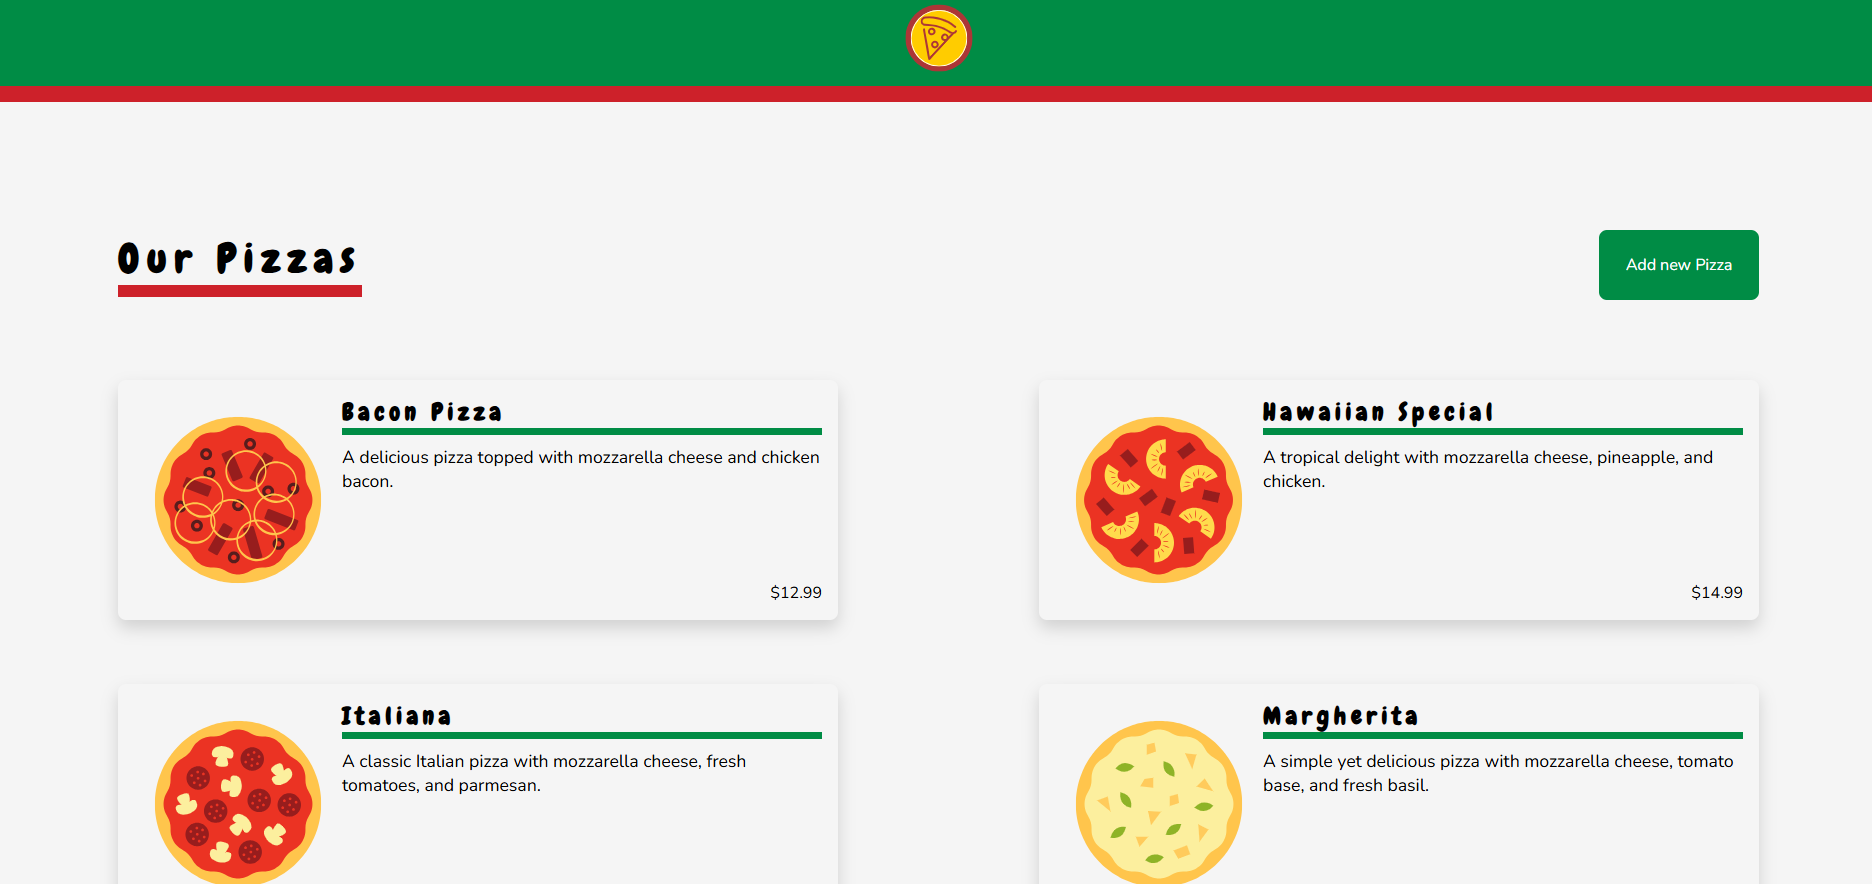 Our Pizzas
Add new Pizza
Bacon Pizza
A delicious pizza topped with mozzarella cheese and chicken
bacon.
$12.99
Hawaiian Special
A tropical delight with mozzarella cheese, pineapple, and
chicken.
$14.99
Italiana
A classic Italian pizza with mozzarella cheese, fresh
tomatoes, and parmesan.
Margherita
A simple yet delicious pizza with mozzarella cheese, tomato
base, and fresh basil.